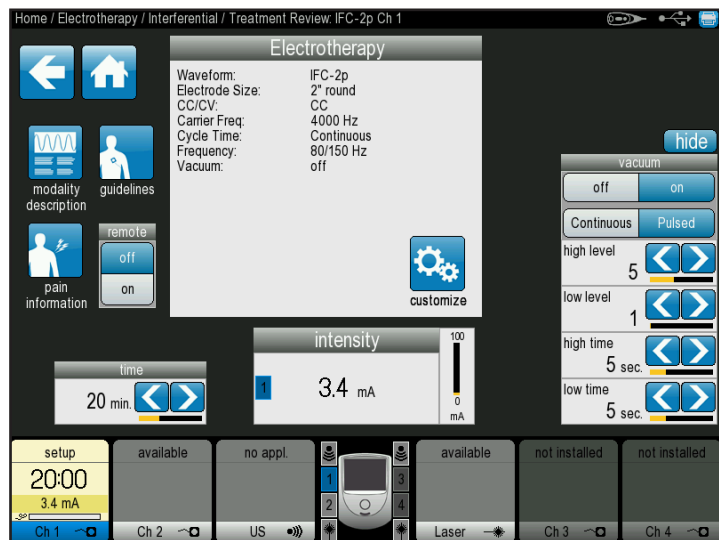 Home / Electrotherapy / Interferential / Treatment Review: IFC-2p Ch 1
Electrotherapy
Waveform: IFC-2p
Electrode Size: 2" round
CC/CV: CC
Carrier Freq: 4000 Hz
Cycle Time: Continuous
Frequency: 80/150 Hz
Vacuum: off
customize
modality
description
guidelines
pain
information
remote
off
on
hide
vacuum
off on
Continuous Pulsed
high level
5
low level
1
high time
5 sec.
low time
5 sec.
time
20 min.
intensity
1 3.4 mA
100
0
mA
setup
20:00
3.4 mA
Ch 1
available
Ch 2
no appl.
US
1
2
3
4
available
Laser
not installed
Ch 3
not installed
Ch 4